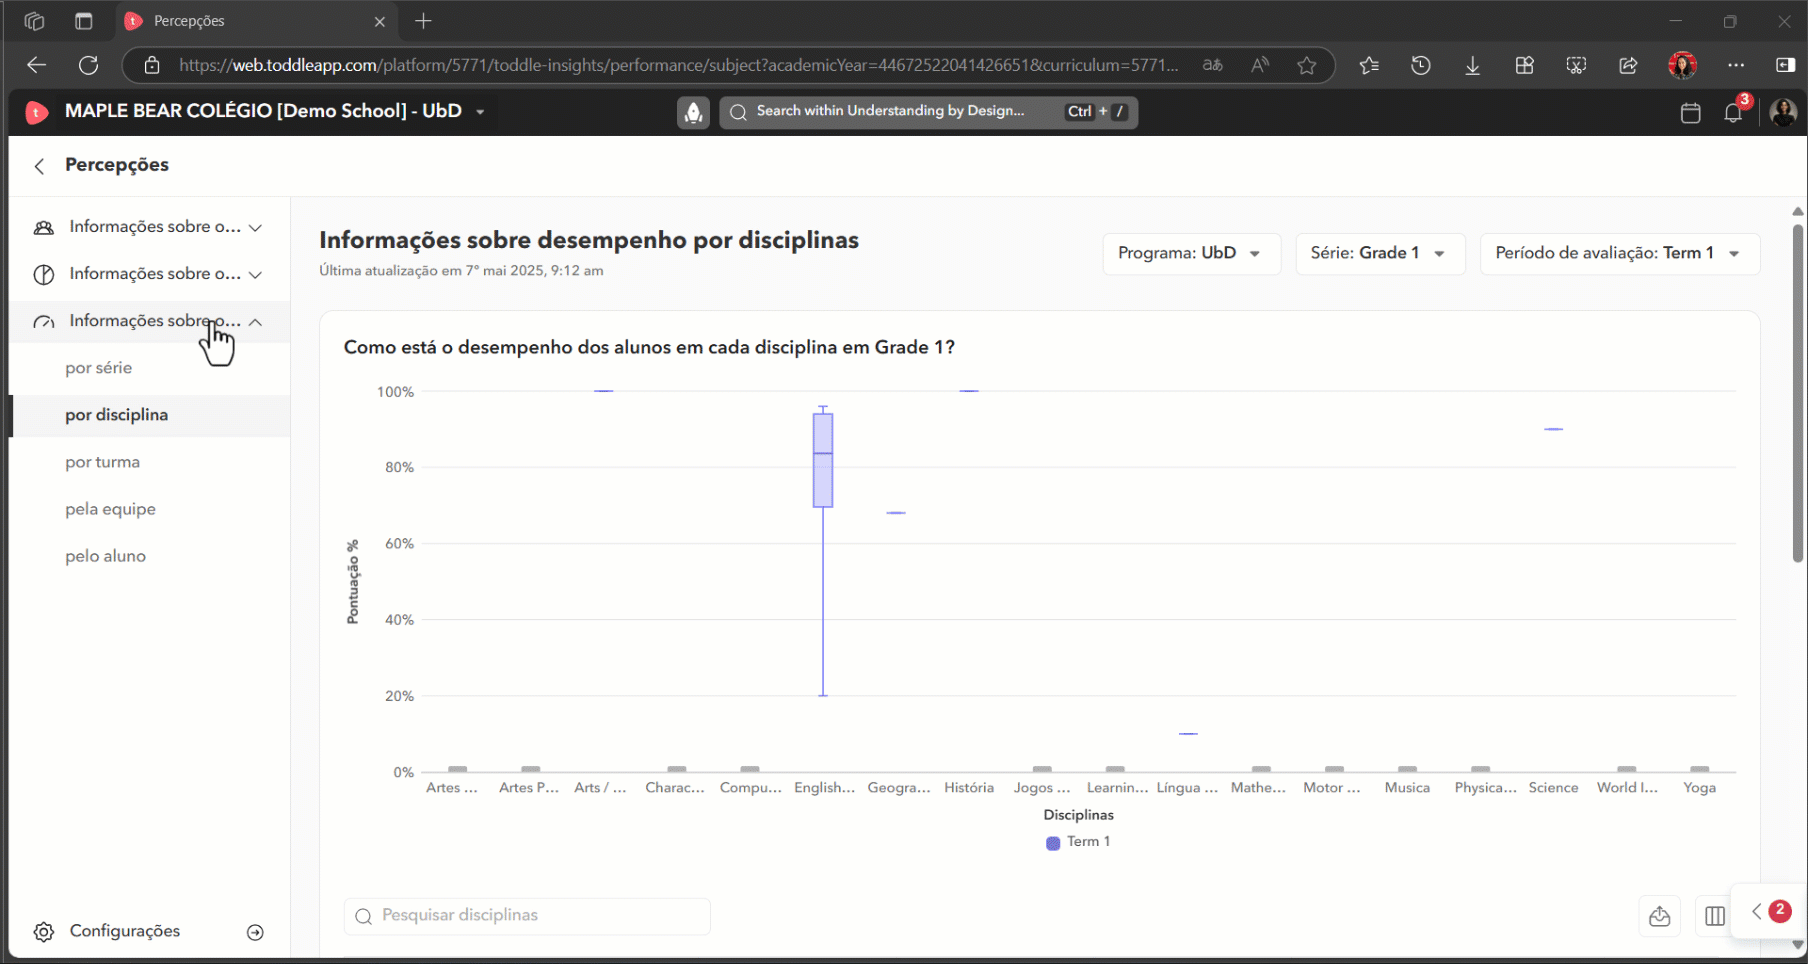 Percepções
https://web.toddleapp.com/platform/5771/toddle-insights/performance/subject?academicYear=44672522041426651&curriculum=5771...
MAPLE BEAR COLÉGIO [Demo School] - UbD
Search within Understanding by Design...
Ctrl + /
3
Percepções
Informações sobre o...
Informações sobre o...
Informações sobre o...
por série
por disciplina
por turma
pela equipe
pelo aluno
Configurações
Informações sobre desempenho por disciplinas
Última atualização em 7º mai 2025, 9:12 am
Programa: UbD
Série: Grade 1
Período de avaliação: Term 1
Como está o desempenho dos alunos em cada disciplina em Grade 1?
Pontuação %
100%
80%
60%
40%
20%
0%
Artes ...
Artes P...
Arts / ...
Charac...
Compu...
English...
Geogra...
História
Jogos ...
Learnin...
Língua ...
Mathe...
Motor ...
Musica
Physica...
Science
World I...
Yoga
Disciplinas
Term 1
Pesquisar disciplinas
2